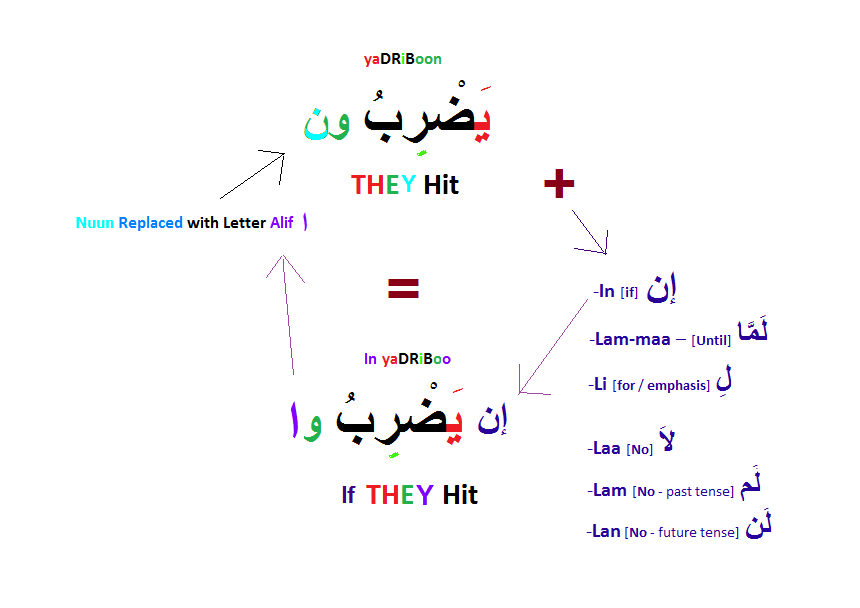 yaDRiBoon
يَضْرِبُ ون
THEY Hit
+
Nuun Replaced with Letter Alif ا
=
-In [if] إن
-Lam-maa – [Until] لَمَّا
-Li [for / emphasis] لِ
-Laa [No] لاَ
-Lam [No - past tense] لَم
-Lan [No - future tense] لَن
In yaDRiBoo
إن يَضْرِبُ وا
If THEY Hit